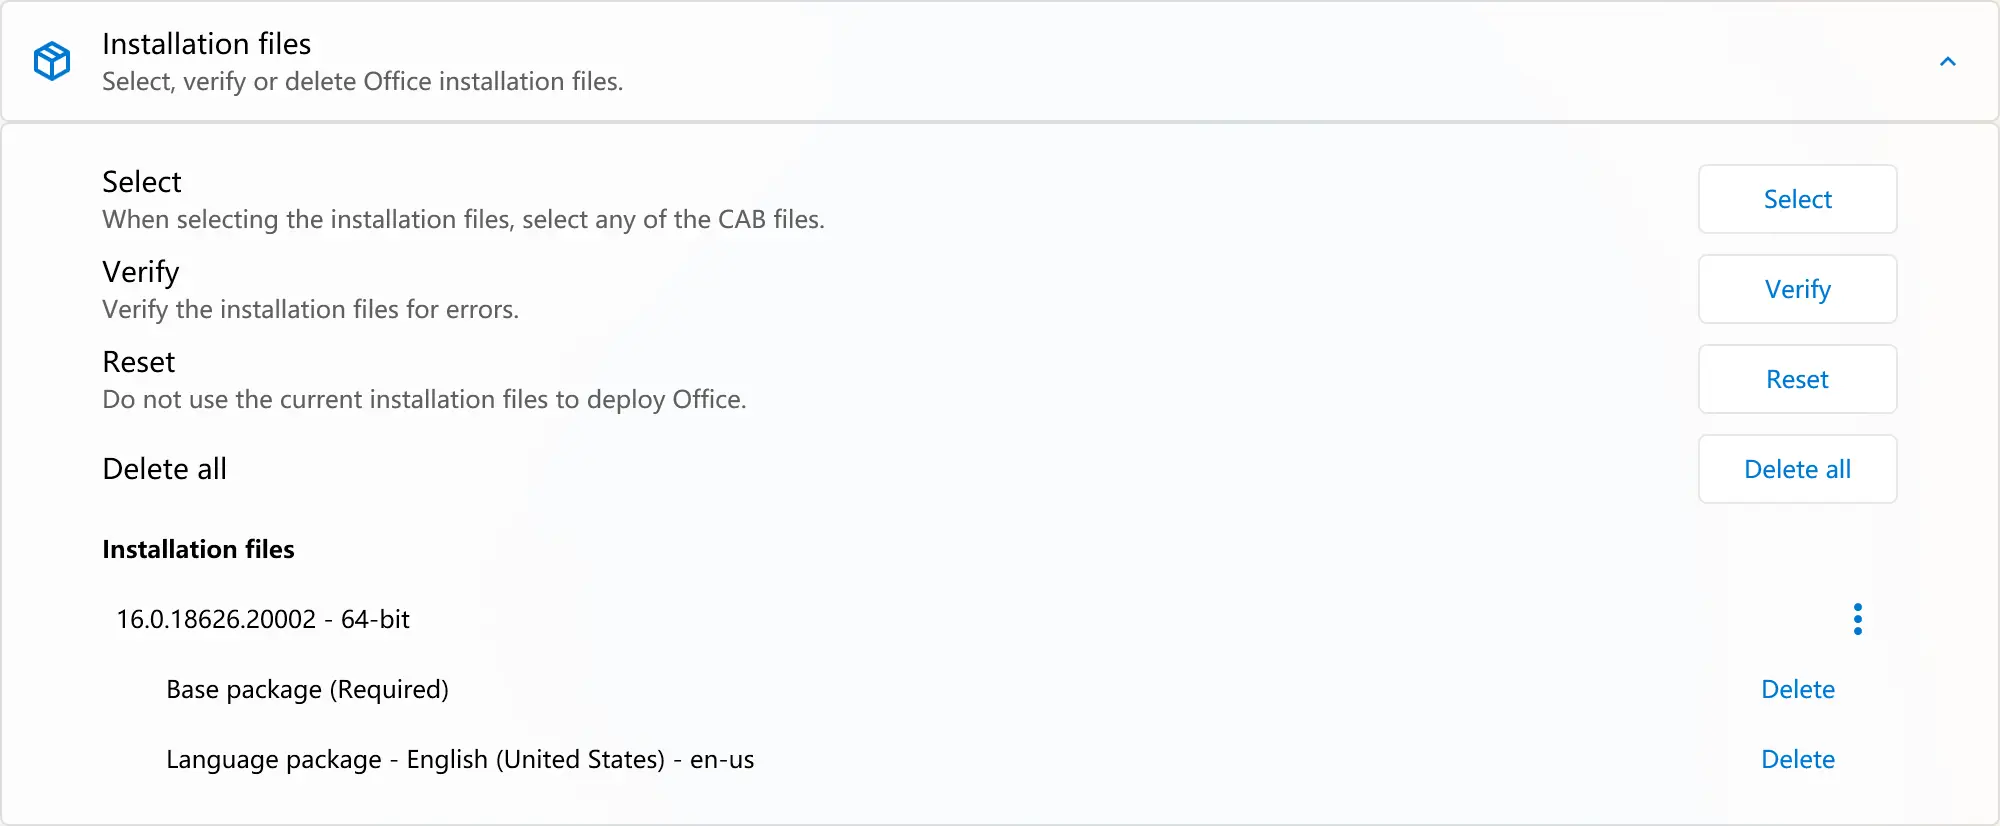 Installation files
Select, verify or delete Office installation files.
Select
When selecting the installation files, select any of the CAB files.
Select
Verify
Verify the installation files for errors.
Verify
Reset
Do not use the current installation files to deploy Office.
Reset
Delete all
Delete all
Installation files
16.0.18626.20002 - 64-bit
Base package (Required)
Delete
Language package - English (United States) - en-us
Delete